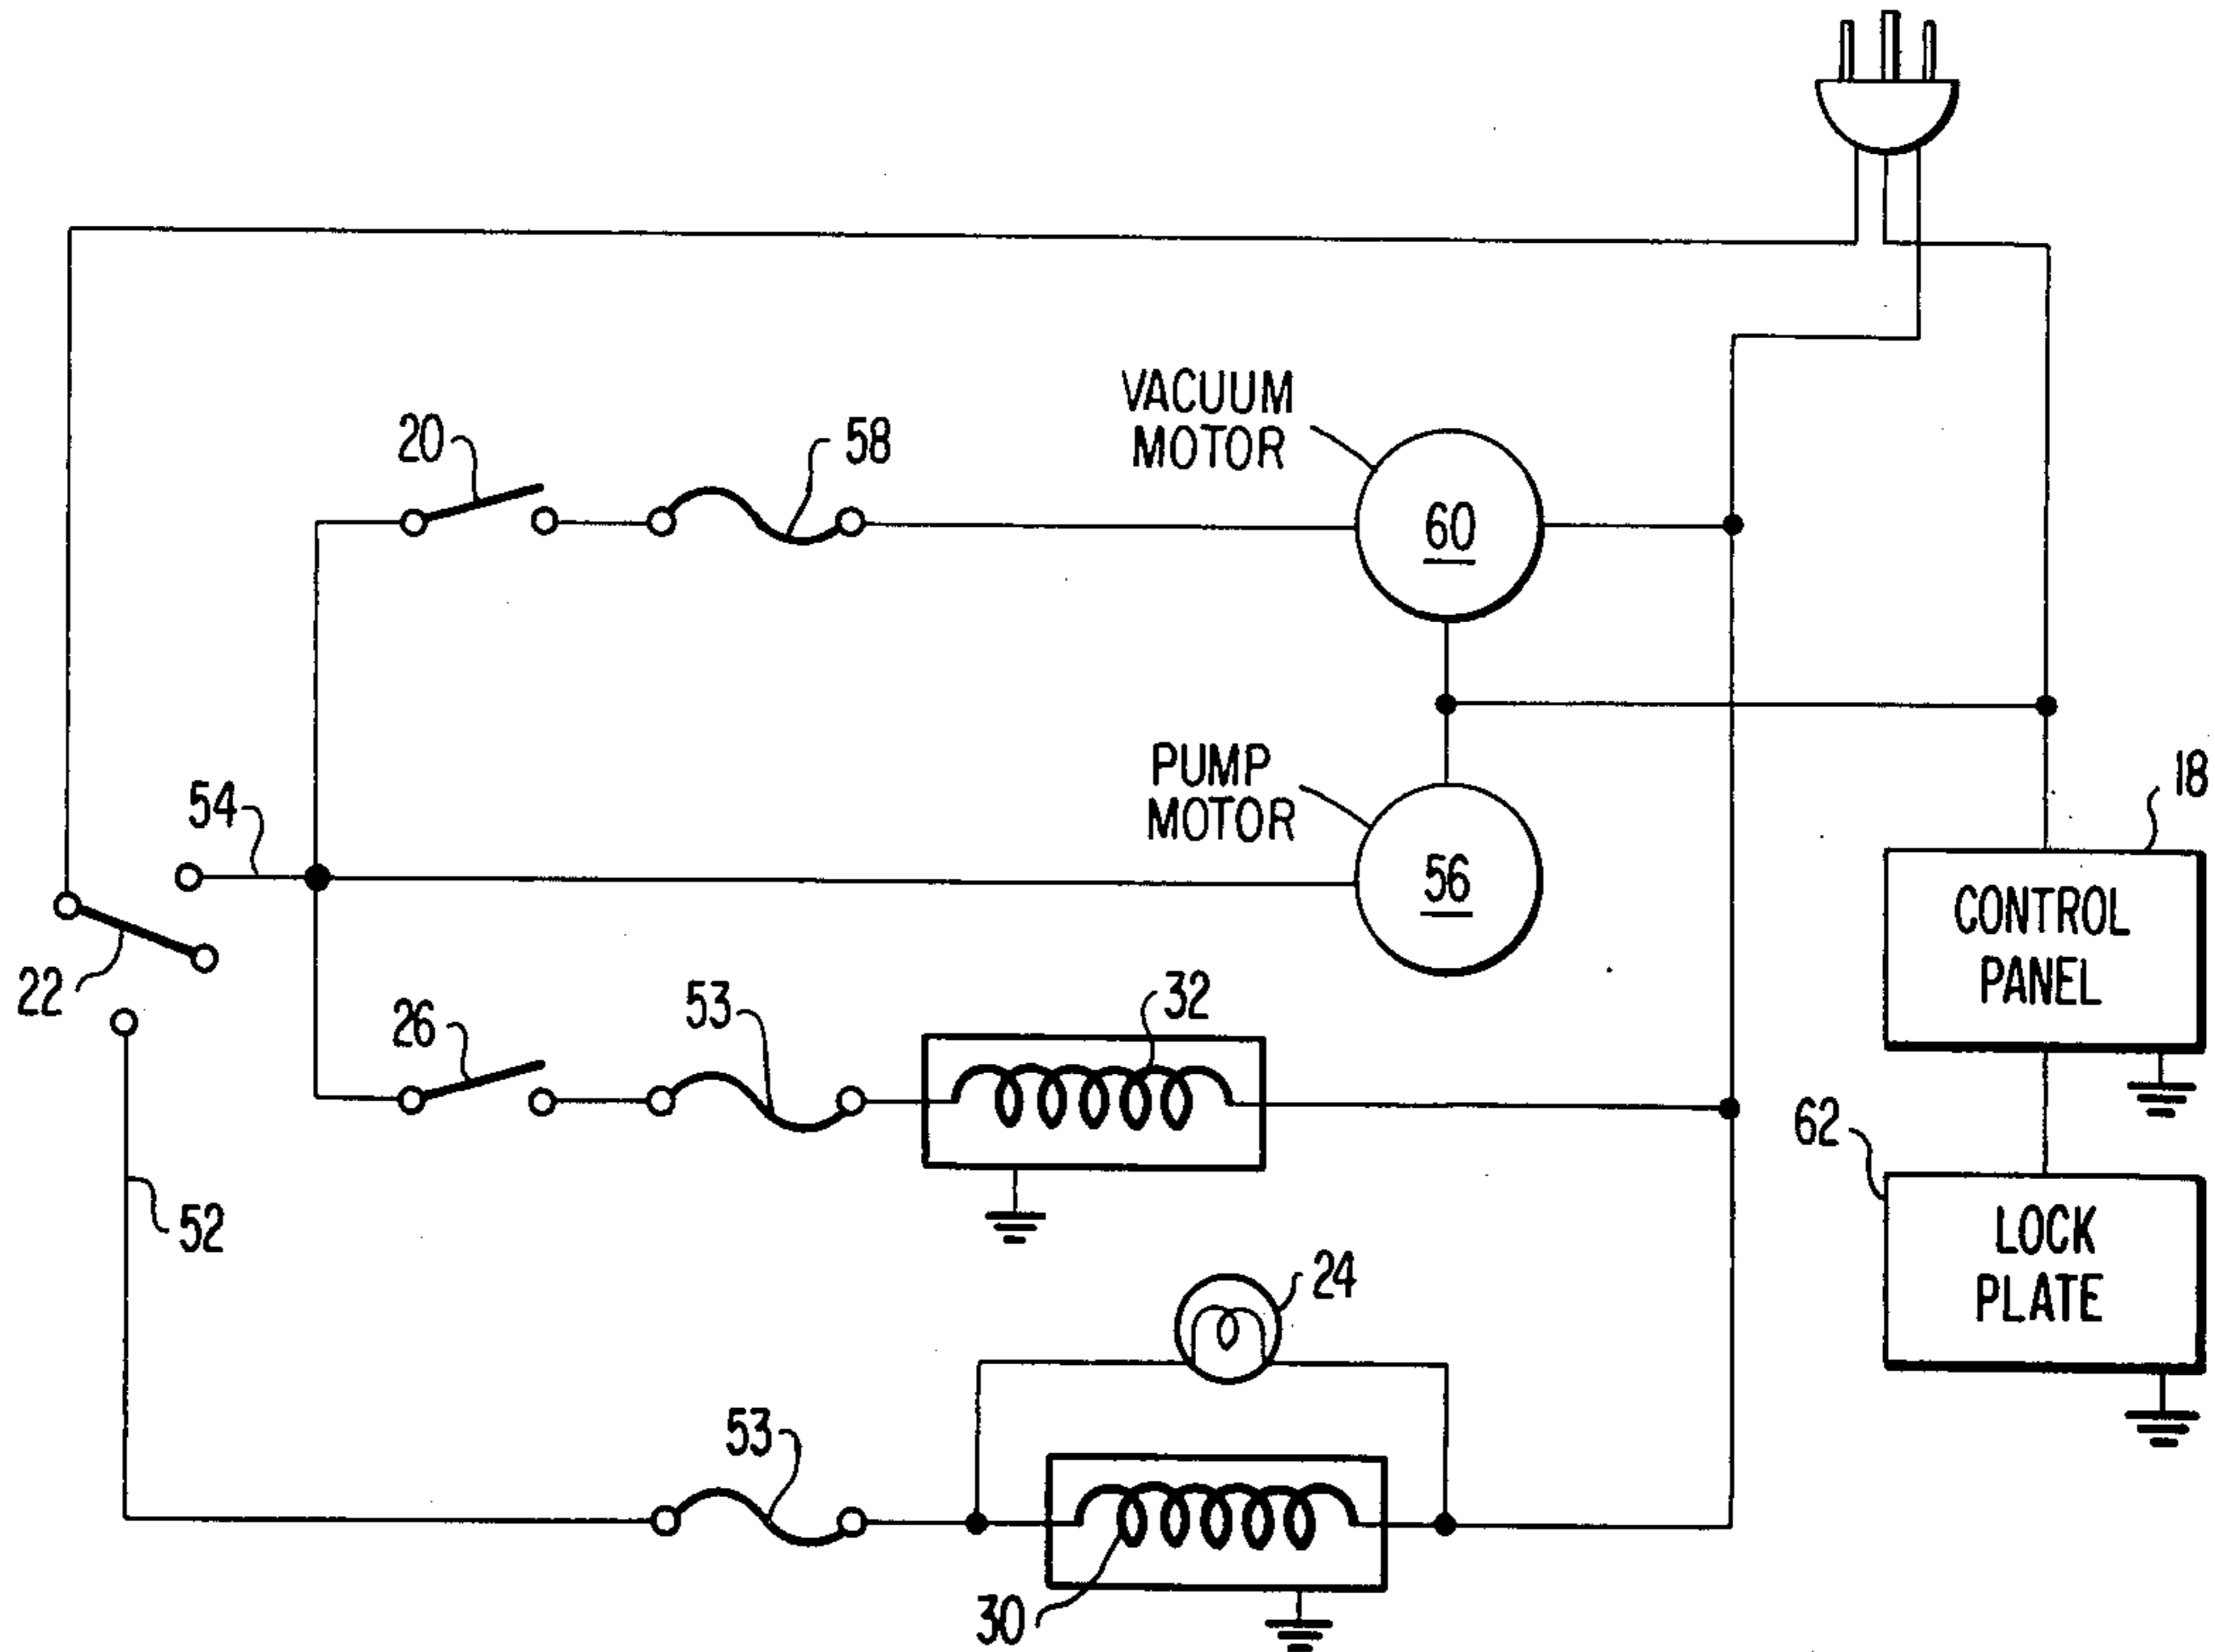 VACUUM
MOTOR
20
58
60
PUMP
MOTOR
54
18
56
CONTROL
PANEL
22
26
53
32
62
52
LOCK
PLATE
24
53
30